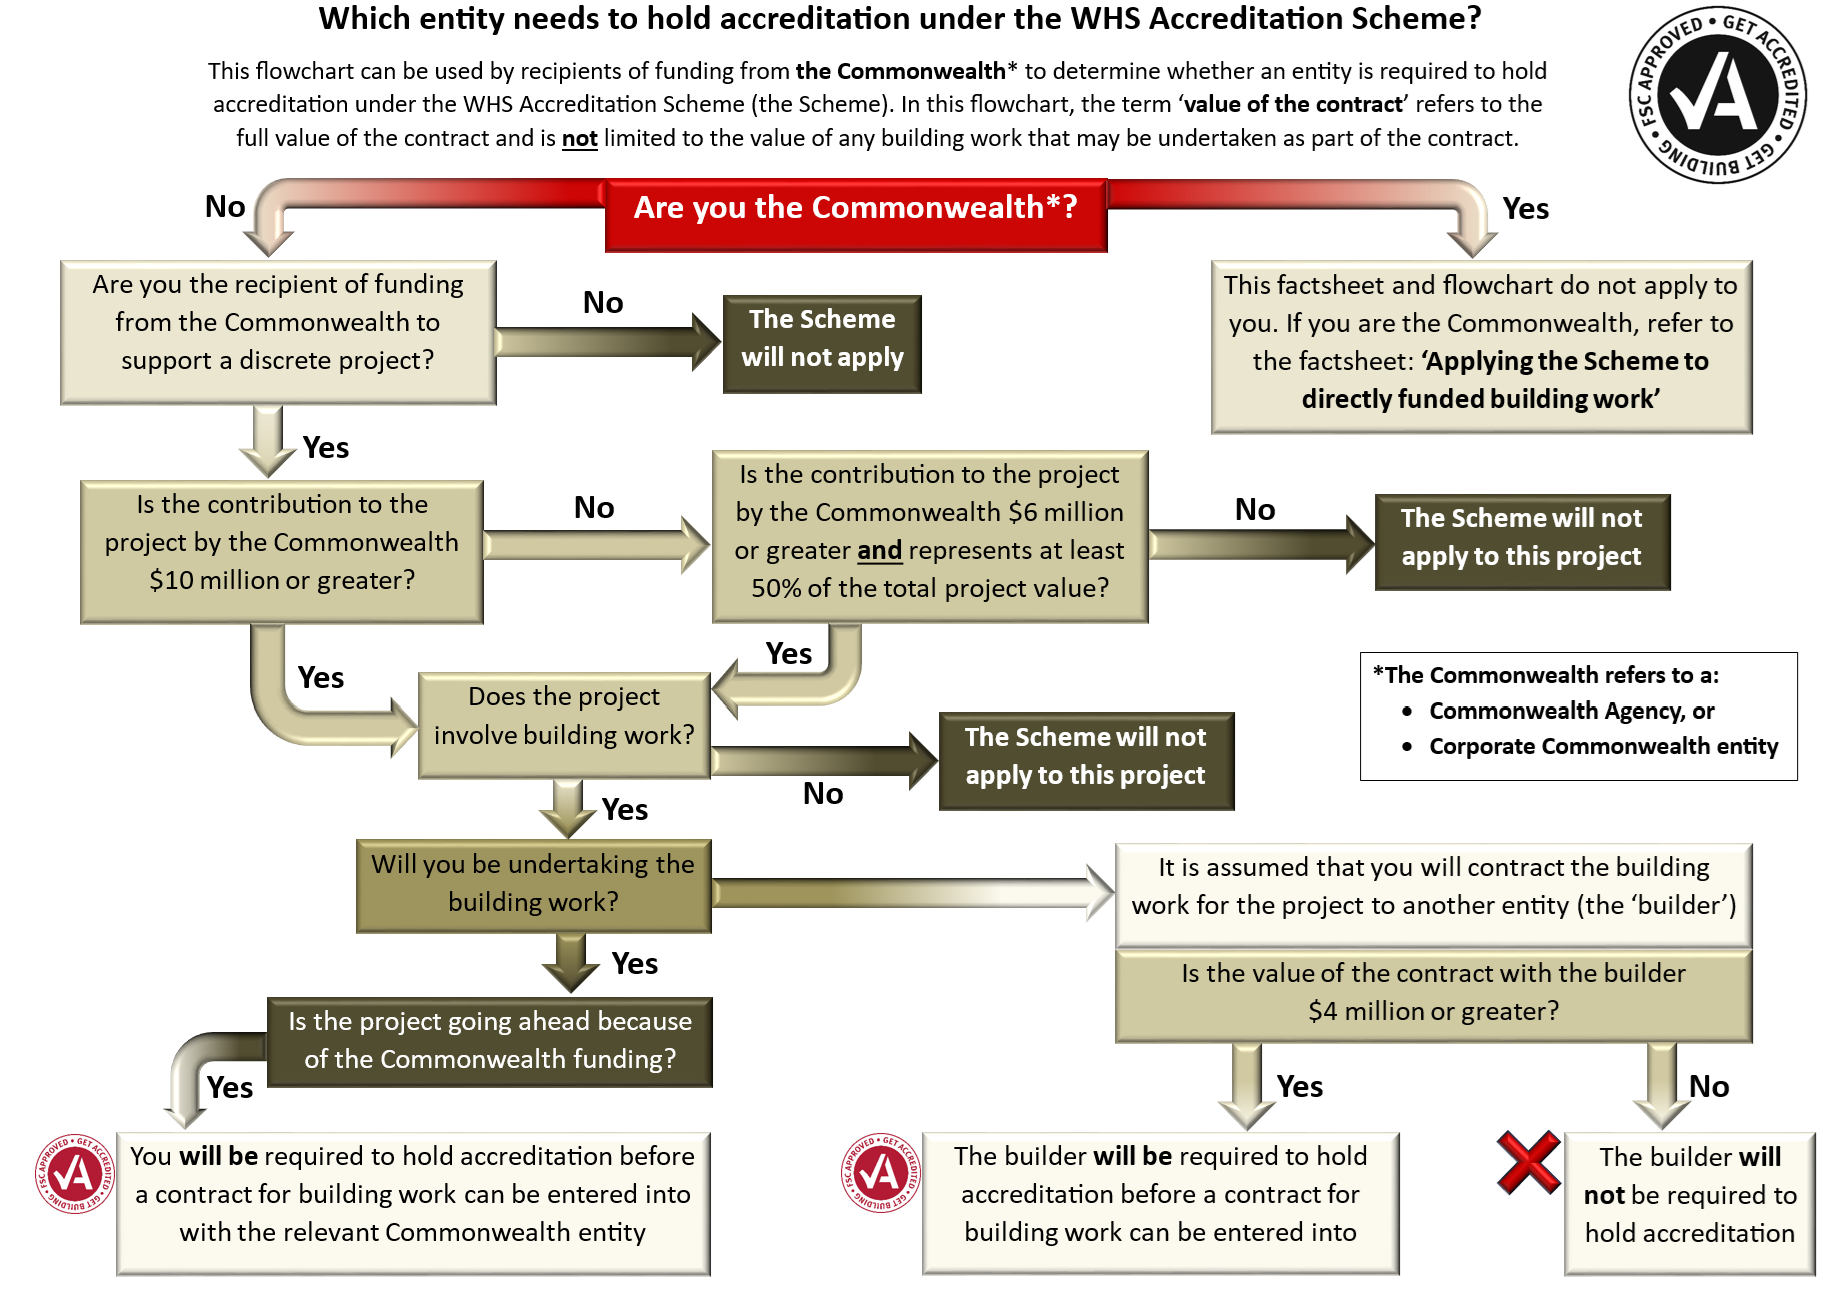 Which entity needs to hold accreditation under the WHS Accreditation Scheme?
This flowchart can be used by recipients of funding from the Commonwealth* to determine whether an entity is required to hold
accreditation under the WHS Accreditation Scheme (the Scheme). In this flowchart, the term ‘value of the contract’ refers to the
full value of the contract and is not limited to the value of any building work that may be undertaken as part of the contract.
FSC APPROVED • GET ACCREDITED • GET BUILDING •
Are you the Commonwealth*?
No
Yes
Are you the recipient of funding
from the Commonwealth to
support a discrete project?
No
The Scheme
will not apply
This factsheet and flowchart do not apply to
you. If you are the Commonwealth, refer to
the factsheet: ‘Applying the Scheme to
directly funded building work’
Yes
Is the contribution to the
project by the Commonwealth
$10 million or greater?
No
Is the contribution to the project
by the Commonwealth $6 million
or greater and represents at least
50% of the total project value?
No
The Scheme will not
apply to this project
Yes
Yes
Does the project
involve building work?
No
The Scheme will not
apply to this project
*The Commonwealth refers to a:
• Commonwealth Agency, or
• Corporate Commonwealth entity
Yes
Will you be undertaking the
building work?
It is assumed that you will contract the building
work for the project to another entity (the ‘builder’)
Yes
Is the value of the contract with the builder
$4 million or greater?
Is the project going ahead because
of the Commonwealth funding?
Yes
Yes
No
FSC APPROVED • GET ACCREDITED • GET BUILDING •
You will be required to hold accreditation before
a contract for building work can be entered into
with the relevant Commonwealth entity
FSC APPROVED • GET ACCREDITED • GET BUILDING •
The builder will be required to hold
accreditation before a contract for
building work can be entered into
The builder will
not be required to
hold accreditation